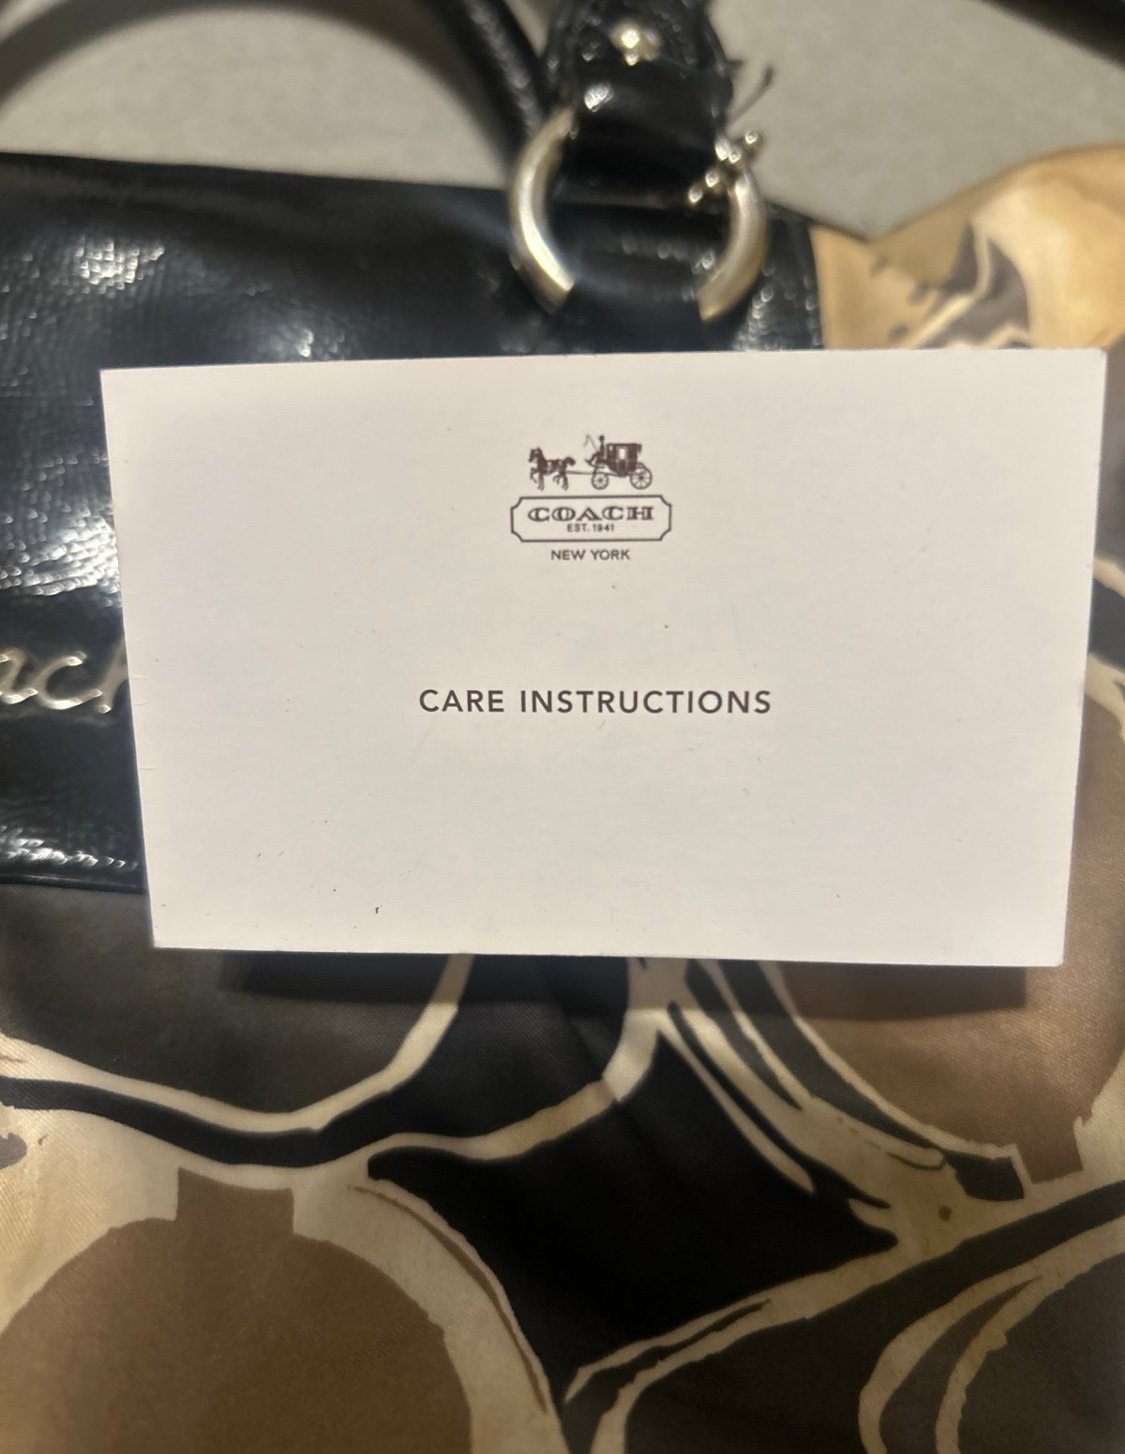 COACH
EST. 1941
NEW YORK
CARE INSTRUCTIONS